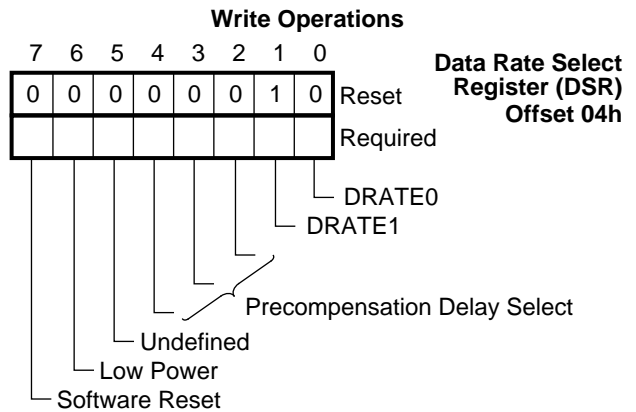 Write Operations
7 6 5 4 3 2 1 0
Data Rate Select
Register (DSR)
Offset 04h
0 0 0 0 0 0 1 0 Reset
Required
DRATE0
DRATE1
Precompensation Delay Select
Undefined
Low Power
Software Reset